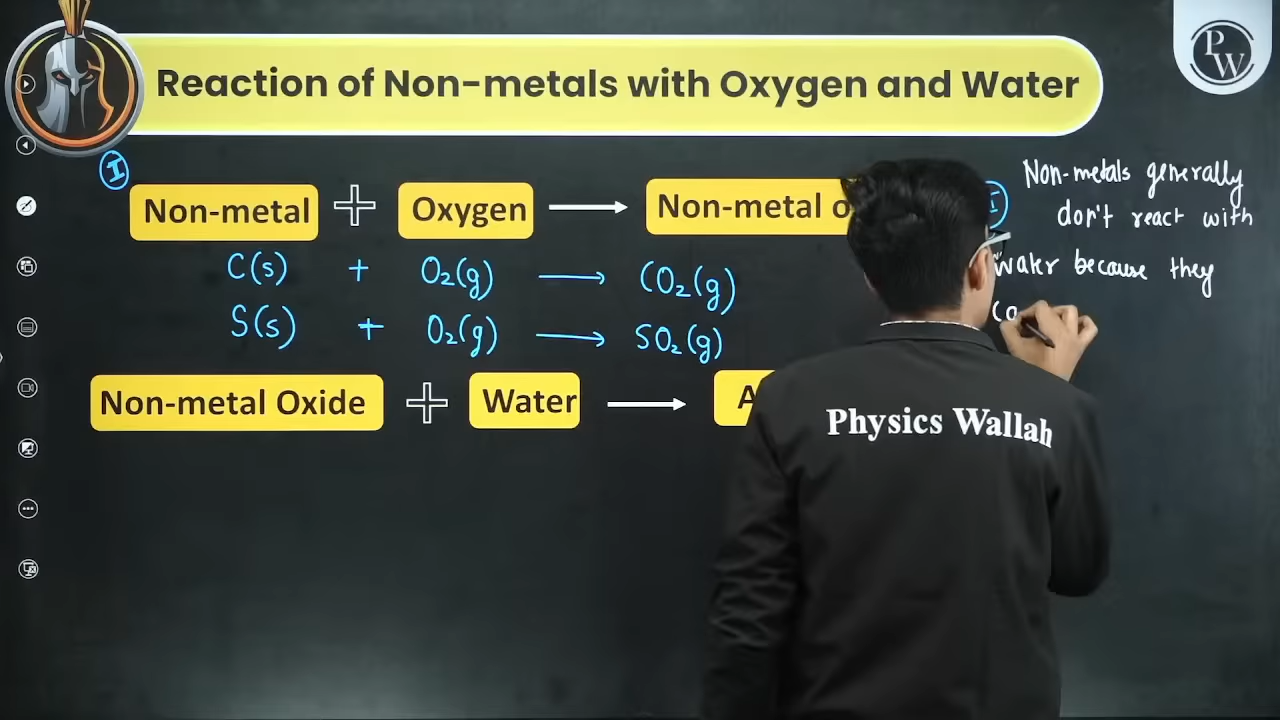 Reaction of Non-metals with Oxygen and Water
PW
I
Non-metal + Oxygen → Non-metal o
C(s) + O₂(g) → CO₂(g)
S(s) + O₂(g) → SO₂(g)
Non-metal Oxide + Water → A
Non-metals generally
don't react with
water because they
Physics Wallah